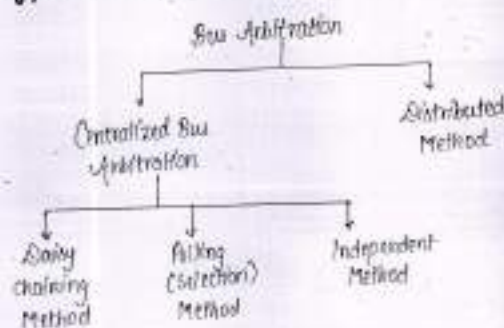 Bus Arbitration
Centralized Bus
Arbitration
Distributed
Method
Daisy
chaining
Method
Polling
(Selection)
Method
Independent
Method